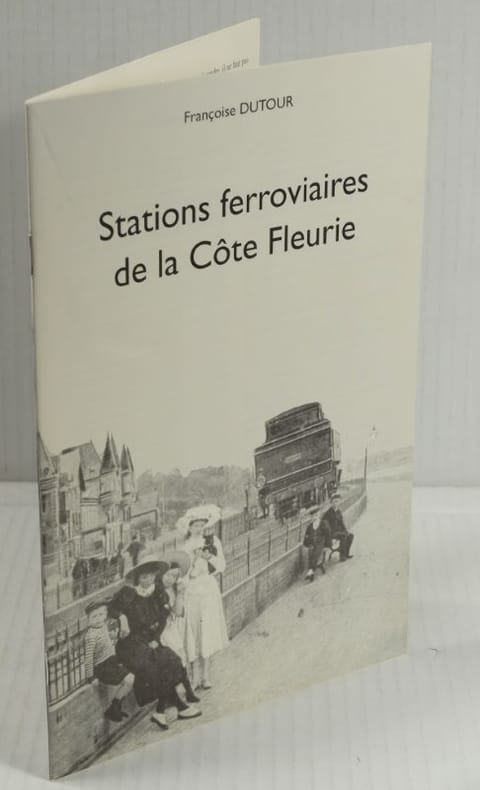 Françoise DUTOUR
Stations ferroviaires
de la Côte Fleurie